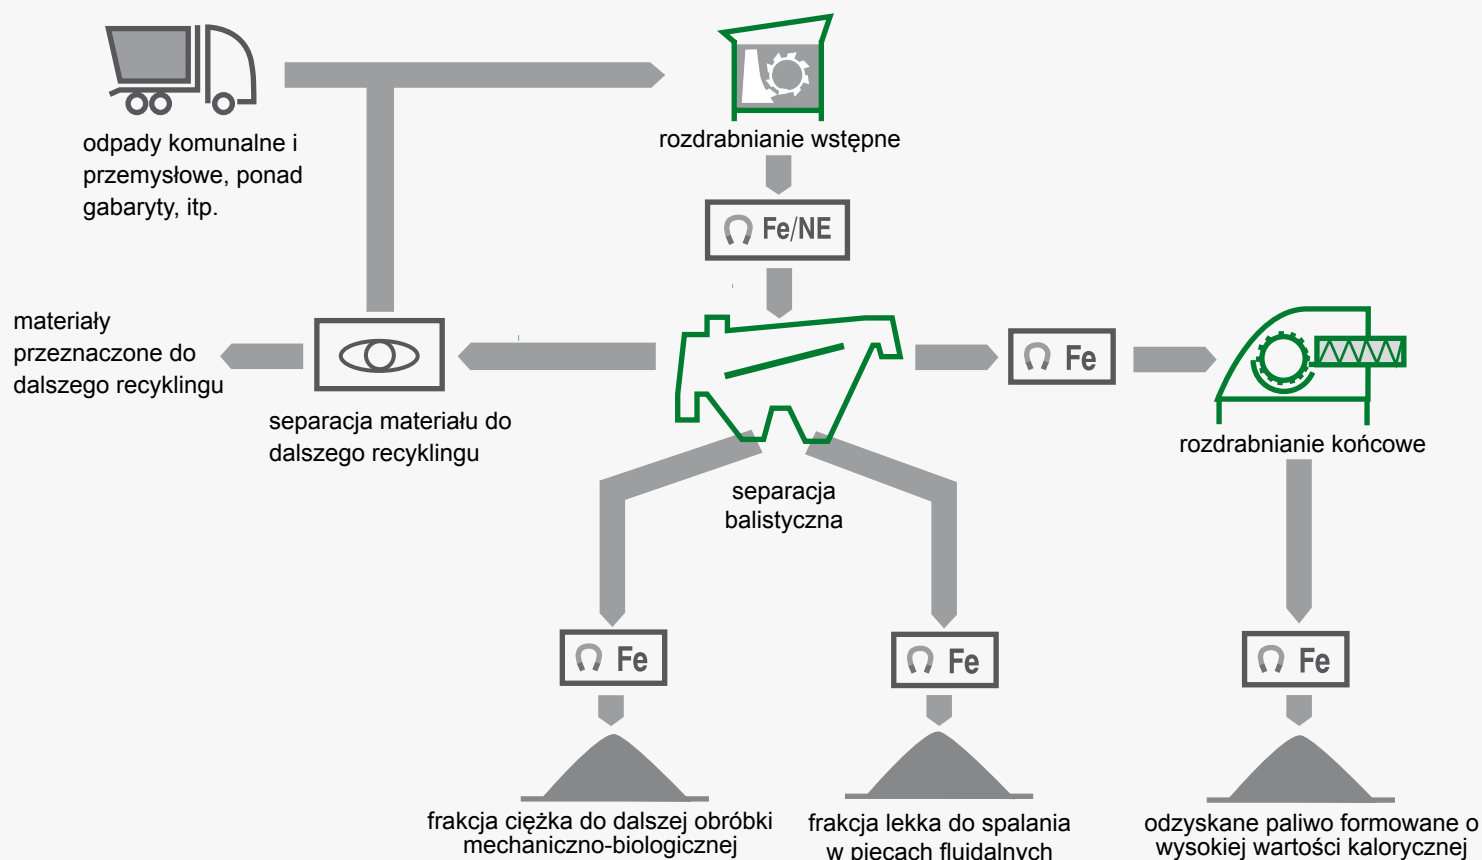 odpady komunalne i
przemysłowe, ponad
gabaryty, itp.
rozdrabnianie wstępne
Fe/NE
materiały
przeznaczone do
dalszego recyklingu
separacja materiału do
dalszego recyklingu
Fe
rozdrabnianie końcowe
separacja
balistyczna
Fe
Fe
Fe
frakcja ciężka do dalszej obróbki
mechaniczno-biologicznej
frakcja lekka do spalania
w piecach fluidalnych
odzyskane paliwo formowane o
wysokiej wartości kalorycznej